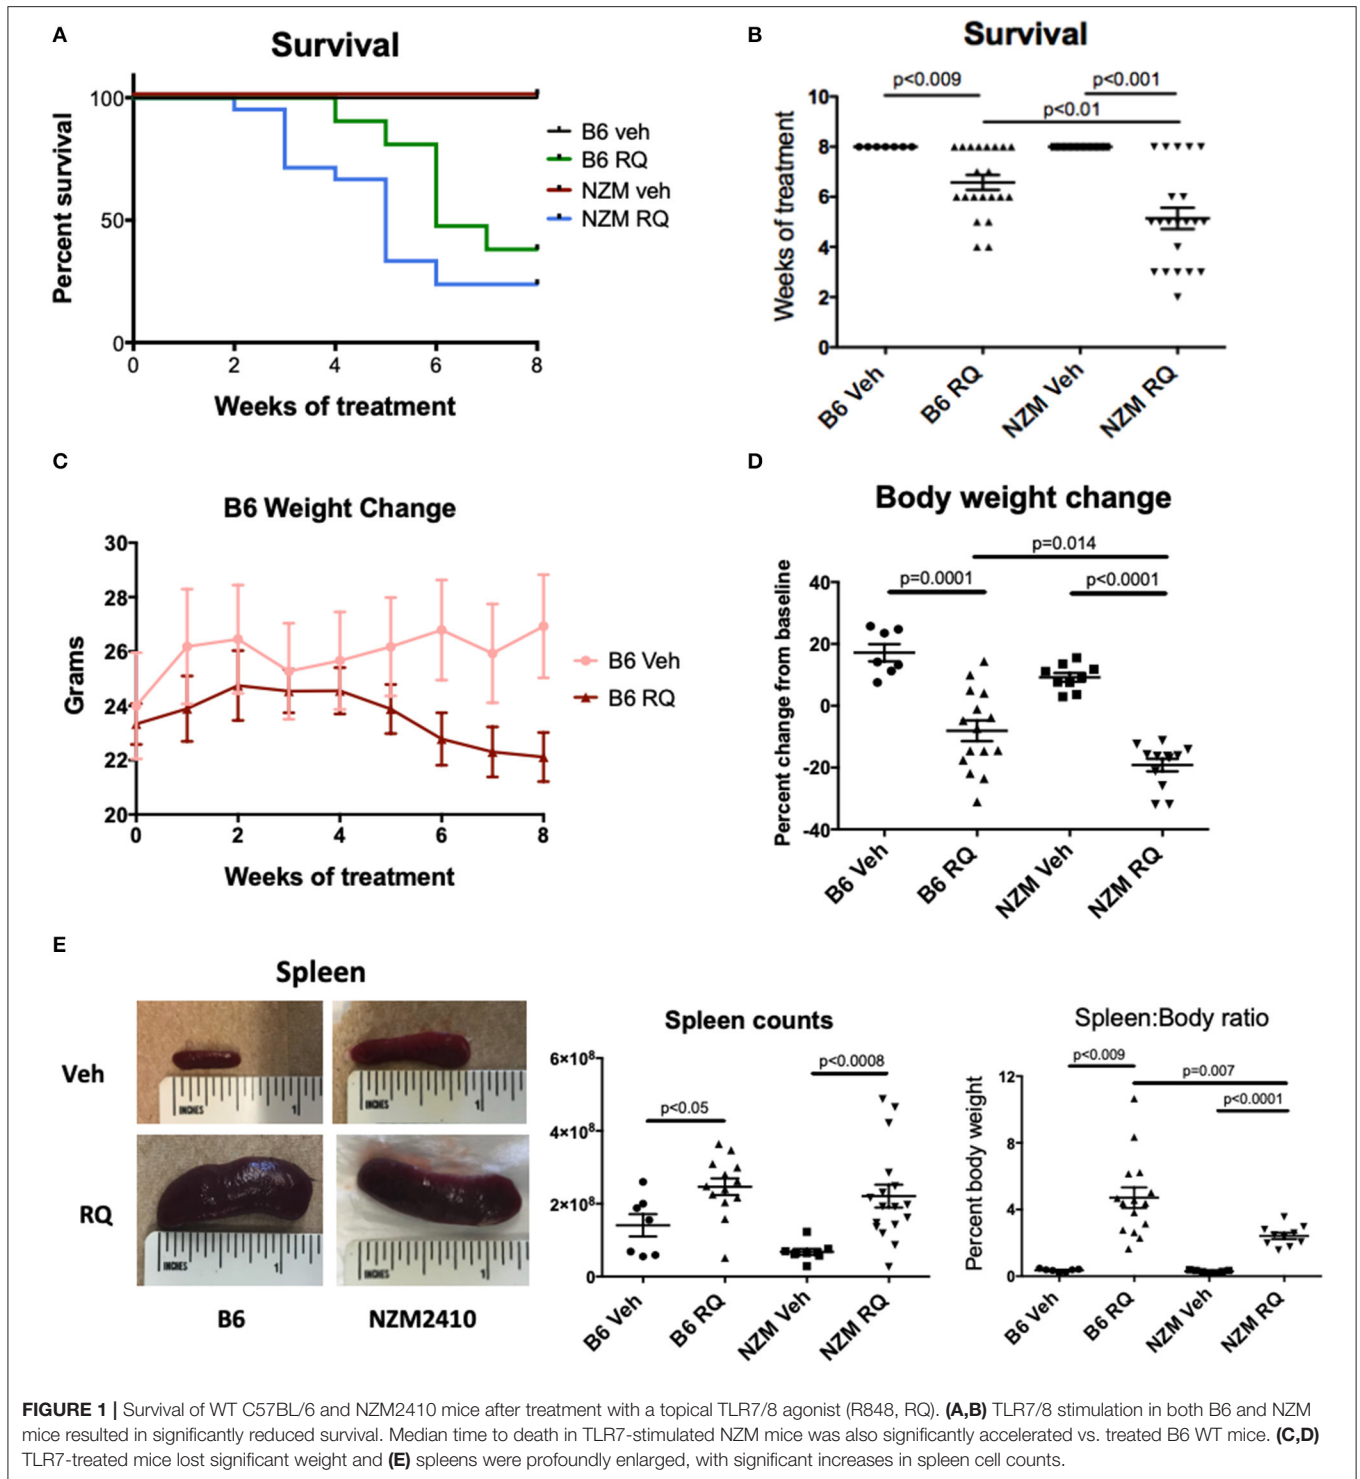 A
Survival
Percent survival
100
50
0
0 2 4 6 8
Weeks of treatment
B6 veh
B6 RQ
NZM veh
NZM RQ
B
Survival
p<0.009
p<0.001
p<0.01
Weeks of treatment
10
8
6
4
2
0
B6 Veh
B6 RQ
NZM Veh
NZM RQ
C
B6 Weight Change
Grams
30
28
26
24
22
20
0 2 4 6 8
Weeks of treatment
B6 Veh
B6 RQ
D
Body weight change
p=0.014
p=0.0001
p<0.0001
Percent change from baseline
40
20
0
-20
-40
B6 Veh
B6 RQ
NZM Veh
NZM RQ
E
Spleen
Veh
RQ
INCHES 1
INCHES 1
INCHES 1
INCHES 1
B6
NZM2410
Spleen counts
p<0.0008
p<0.05
6×10⁸
4×10⁸
2×10⁸
0
B6 Veh
B6 RQ
NZM Veh
NZM RQ
Spleen:Body ratio
p<0.009
p=0.007
p<0.0001
Percent body weight
12
8
4
0
B6 Veh
B6 RQ
NZM Veh
NZM RQ
FIGURE 1 | Survival of WT C57BL/6 and NZM2410 mice after treatment with a topical TLR7/8 agonist (R848, RQ). (A,B) TLR7/8 stimulation in both B6 and NZM
mice resulted in significantly reduced survival. Median time to death in TLR7-stimulated NZM mice was also significantly accelerated vs. treated B6 WT mice. (C,D)
TLR7-treated mice lost significant weight and (E) spleens were profoundly enlarged, with significant increases in spleen cell counts.